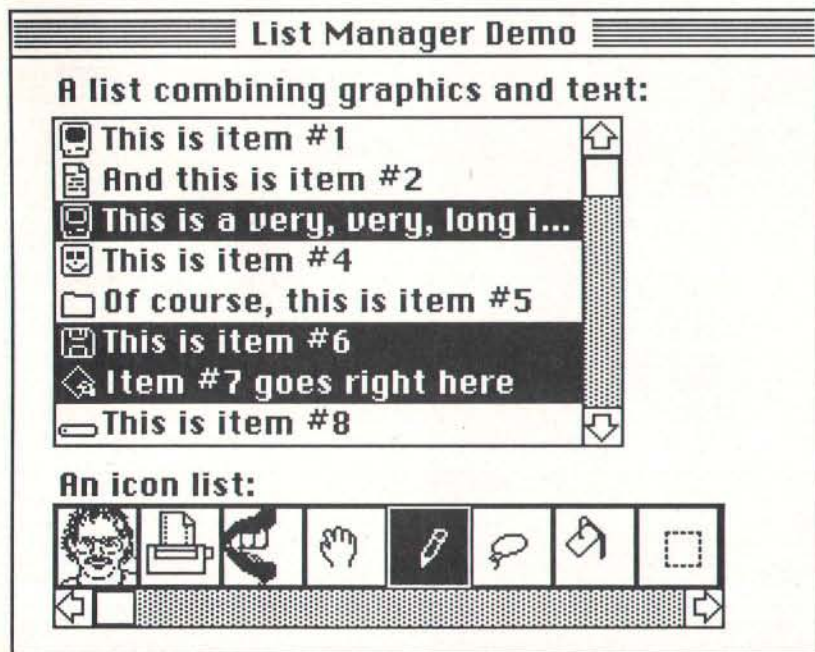 List Manager Demo
A list combining graphics and text:
This is item #1
And this is item #2
This is a very, very, long i...
This is item #4
Of course, this is item #5
This is item #6
Item #7 goes right here
This is item #8
An icon list: